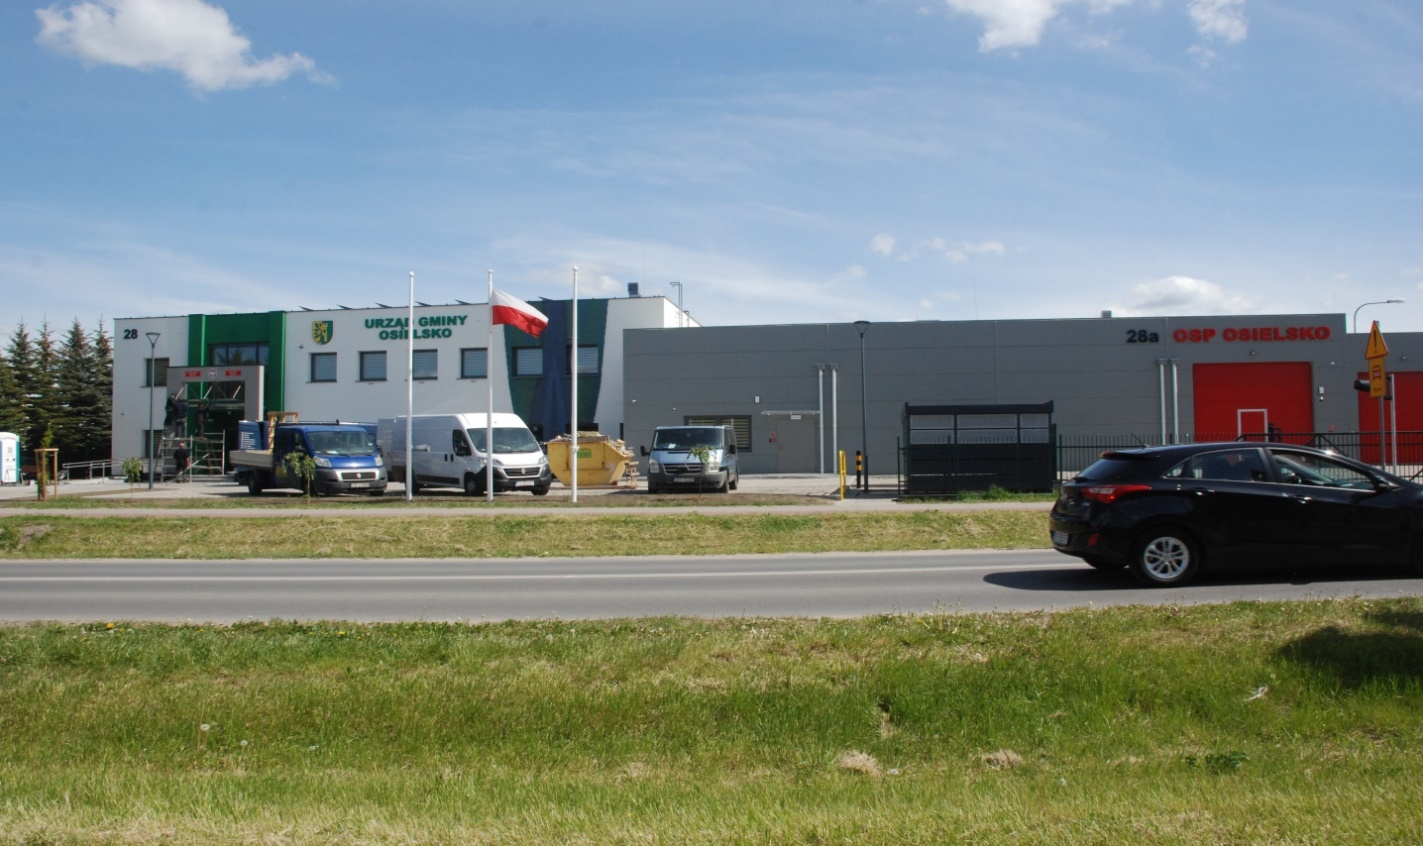 28
URZĄD GMINY
OSIELSKO
28a OSP OSIELSKO